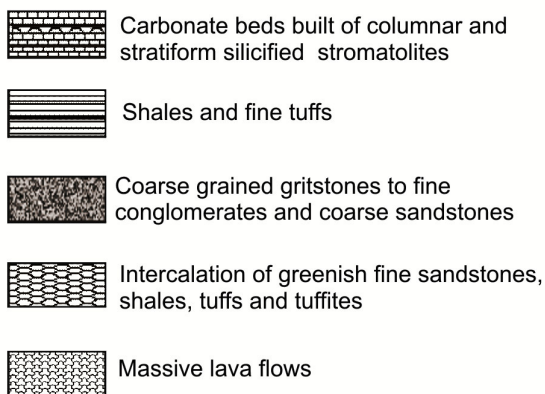 Carbonate beds built of columnar and
stratiform silicified stromatolites
Shales and fine tuffs
Coarse grained gritstones to fine
conglomerates and coarse sandstones
Intercalation of greenish fine sandstones,
shales, tuffs and tuffites
Massive lava flows